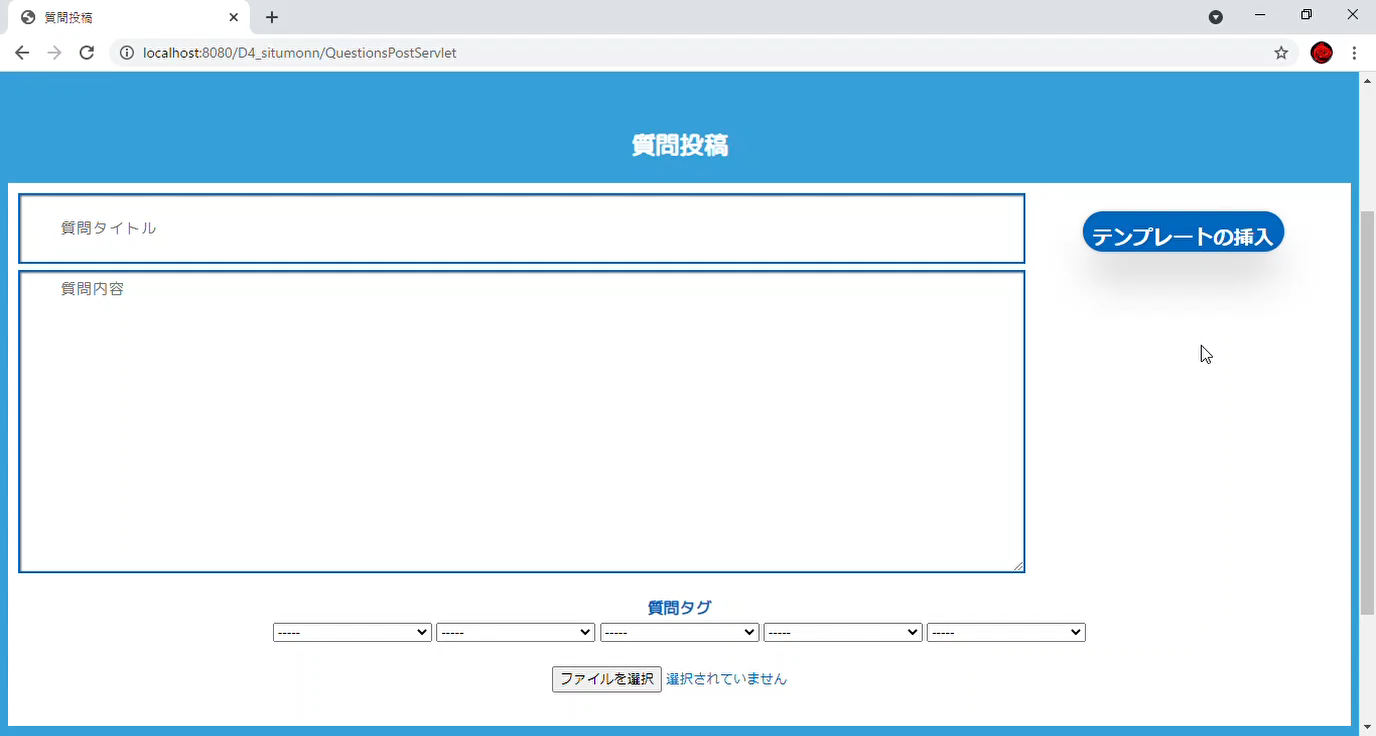 質問投稿
localhost:8080/D4_situmonn/QuestionsPostServlet
質問投稿
質問タイトル
テンプレートの挿入
質問内容
質問タグ
----- ----- ----- ----- -----
ファイルを選択 選択されていません